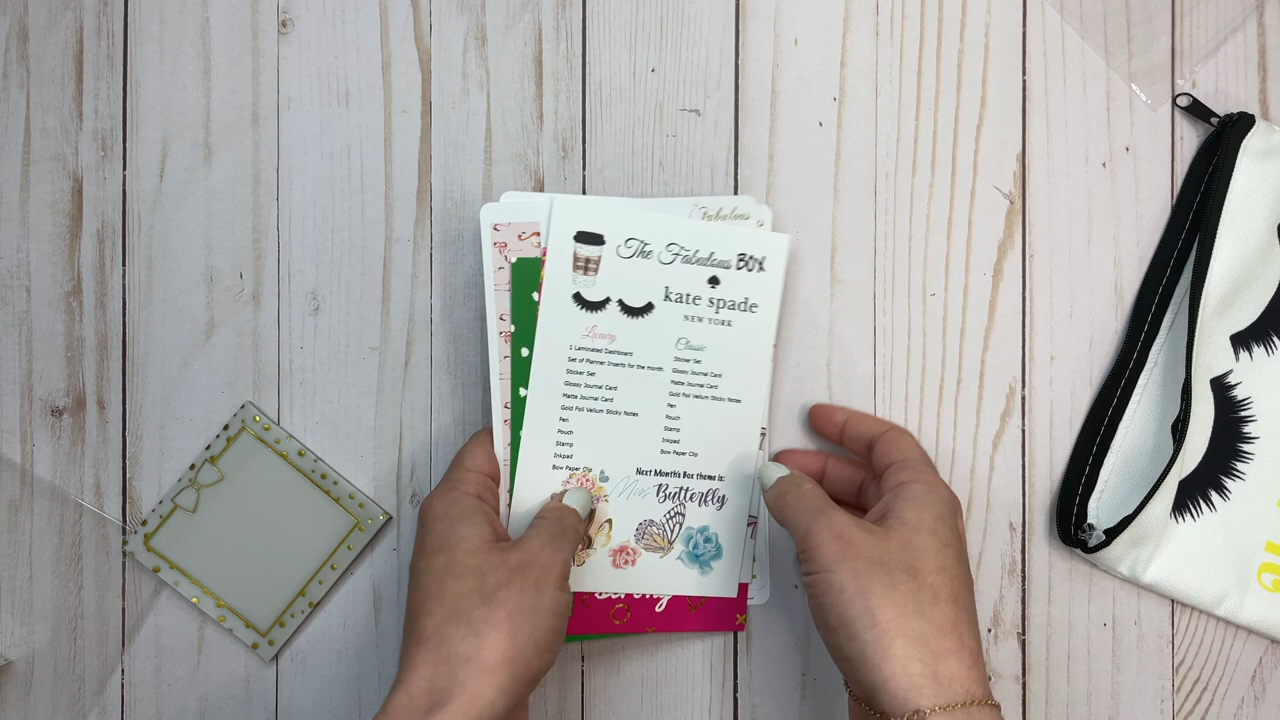 Fabulous
The Fabulous BOX
kate spade
NEW YORK
Luxury
1 Laminated Dashboard
Set of Planner Inserts for the month
Sticker Set
Glossy Journal Card
Matte Journal Card
Gold Foil Vellum Sticky Notes
Pen
Pouch
Stamp
Inkpad
Bow Paper Clip
Classic
Sticker Set
Glossy Journal Card
Matte Journal Card
Gold Foil Vellum Sticky Notes
Pen
Pouch
Stamp
Inkpad
Bow Paper Clip
Next Month's Box theme is:
Miss Butterfly